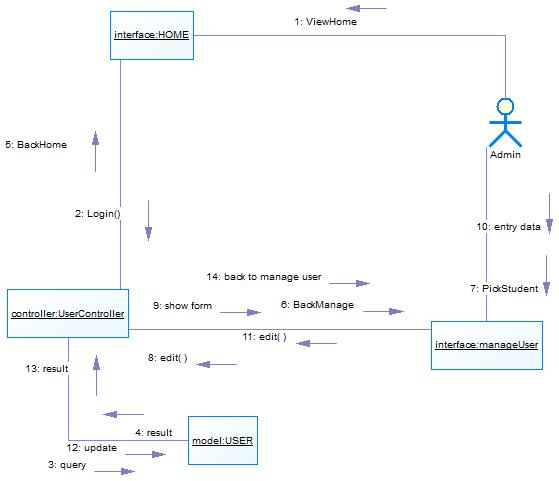 1: ViewHome
interface:HOME
5: BackHome
Admin
2: Login()
10: entry data
14: back to manage user
7: PickStudent
9: show form
6: BackManage
controller:UserController
11: edit( )
interface:manageUser
8: edit( )
13: result
4: result
model:USER
12: update
3: query